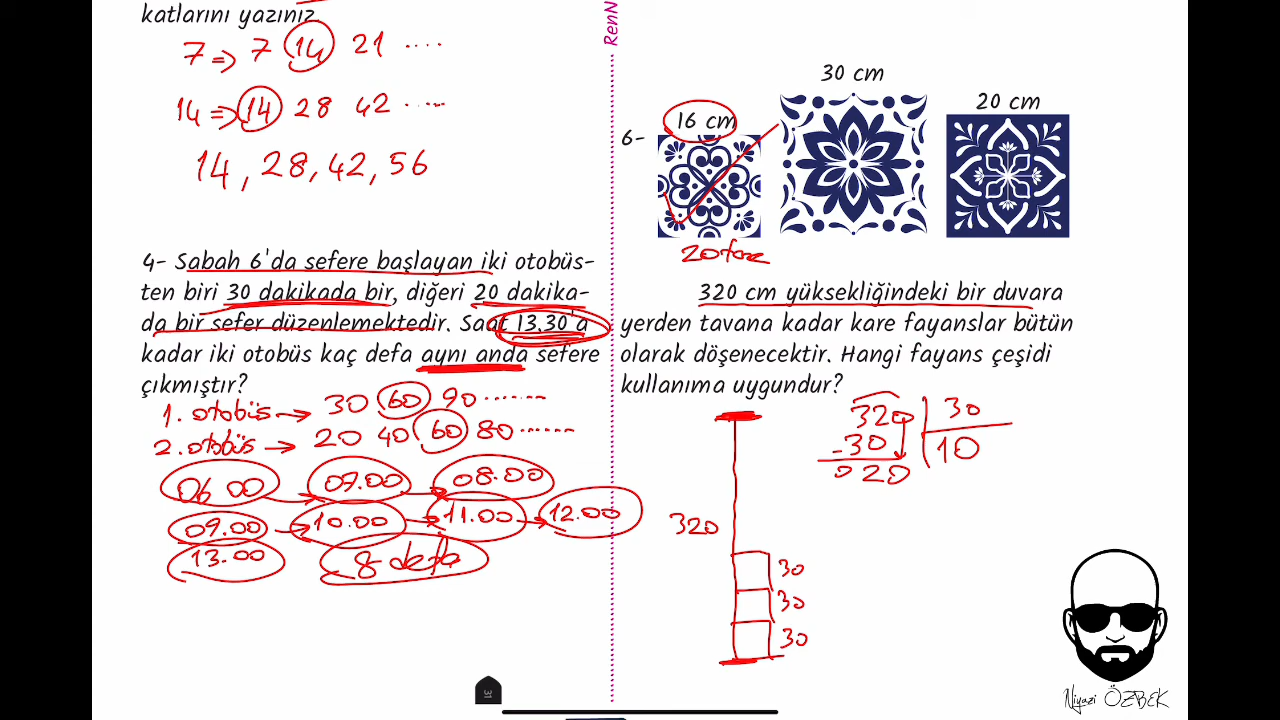 katlarını yazınız
7 => 7 14 21 ....
14 => 14 28 42 ....
14, 28, 42, 56
4- Sabah 6'da sefere başlayan iki otobüs-
ten biri 30 dakikada bir, diğeri 20 dakika-
da bir sefer düzenlemektedir. Saat 13.30'a
kadar iki otobüs kaç defa aynı anda sefere
çıkmıştır?
1. otobüs → 30 60 90 .......
2. otobüs → 20 40 60 80 .......
06 00 → 07.00 → 08.00
09.00 → 10.00 → 11.00 → 12.00
13.00 8 defa
31
RenN
30 cm
16 cm
20 cm
6-
320 cm yüksekliğindeki bir duvara
yerden tavana kadar kare fayanslar bütün
olarak döşenecektir. Hangi fayans çeşidi
kullanıma uygundur?
320 30
-30 10
020
320
30
30
30
Niyazi ÖZBEK